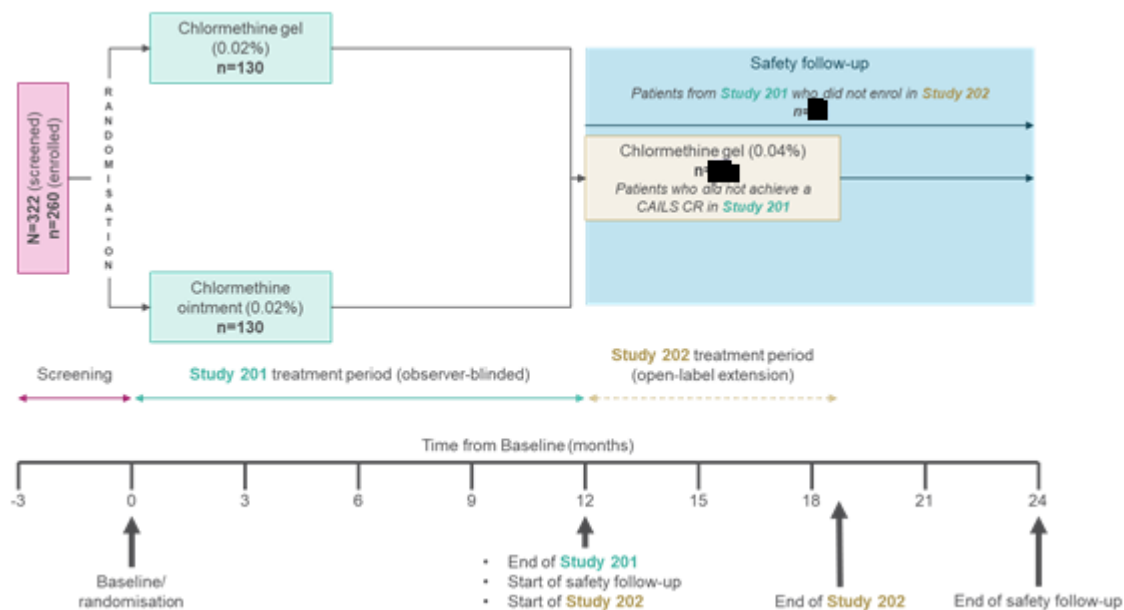 Chlormethine gel
(0.02%)
n=130
Safety follow-up
Patients from Study 201 who did not enrol in Study 202
n=
N=322 (screened)
n=260 (enrolled)
RANDOMISATION
Chlormethine gel (0.04%)
n=
Patients who did not achieve a
CAILS CR in Study 201
Chlormethine
ointment (0.02%)
n=130
Screening
Study 201 treatment period (observer-blinded)
Study 202 treatment period
(open-label extension)
Time from Baseline (months)
-3 0 3 6 9 12 15 18 21 24
Baseline/
randomisation
• End of Study 201
• Start of safety follow-up
• Start of Study 202
End of Study 202
End of safety follow-up